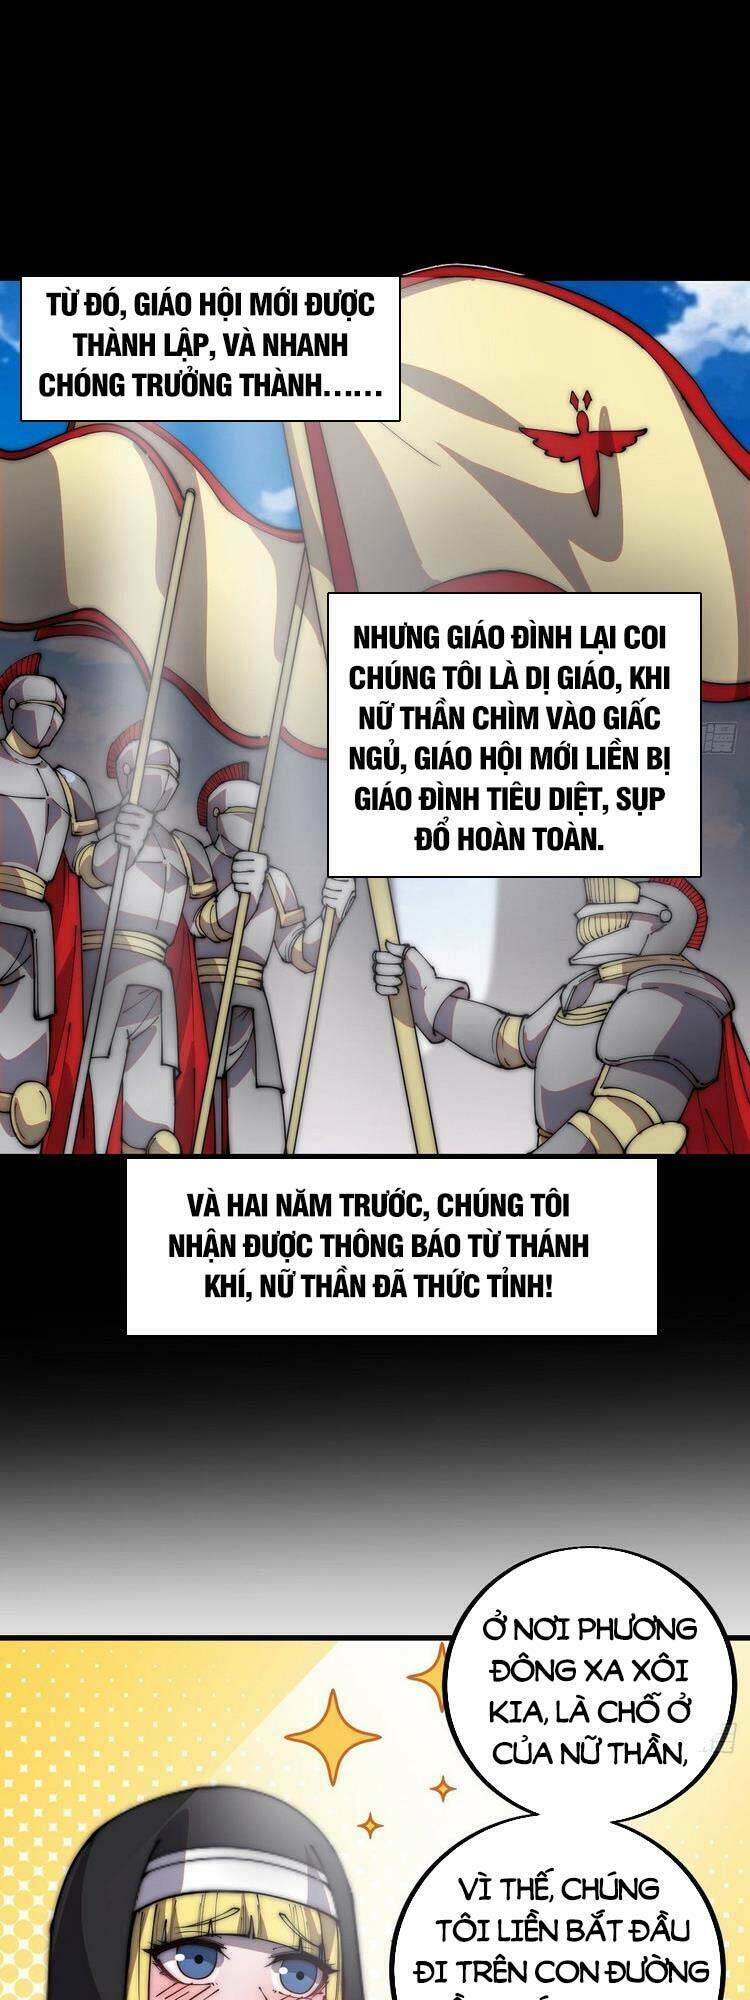 TỪ ĐÓ, GIÁO HỘI MỚI ĐƯỢC
THÀNH LẬP, VÀ NHANH
CHÓNG TRƯỞNG THÀNH......
NHƯNG GIÁO ĐÌNH LẠI COI
CHÚNG TÔI LÀ DỊ GIÁO, KHI
NỮ THẦN CHÌM VÀO GIẤC
NGỦ, GIÁO HỘI MỚI LIỀN BỊ
GIÁO ĐÌNH TIÊU DIỆT, SỤP
ĐỔ HOÀN TOÀN.
VÀ HAI NĂM TRƯỚC, CHÚNG TÔI
NHẬN ĐƯỢC THÔNG BÁO TỪ THÁNH
KHÍ, NỮ THẦN ĐÃ THỨC TỈNH!
Ở NƠI PHƯƠNG
ĐÔNG XA XÔI
KIA, LÀ CHỖ Ở
CỦA NỮ THẦN,
VÌ THẾ, CHÚNG
TÔI LIỀN BẮT ĐẦU
ĐI TRÊN CON ĐƯỜNG